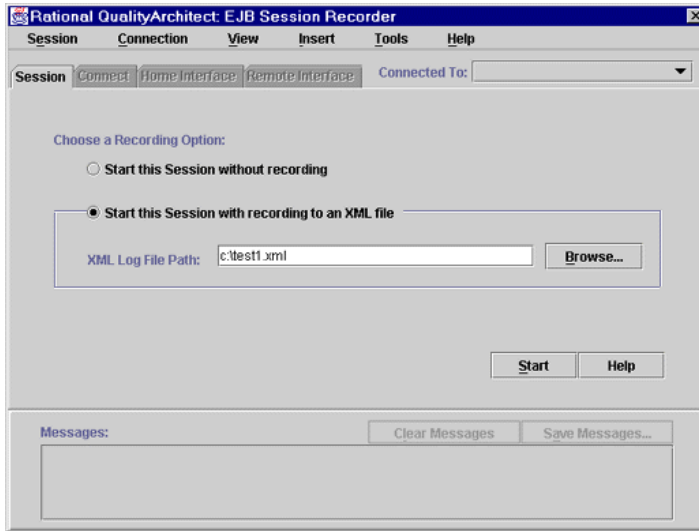 Rational QualityArchitect: EJB Session Recorder
Session Connection View Insert Tools Help
Session Connect Home Interface Remote Interface Connected To:
Choose a Recording Option:
Start this Session without recording
Start this Session with recording to an XML file
XML Log File Path: c:\test1.xml Browse...
Start Help
Messages: Clear Messages Save Messages...